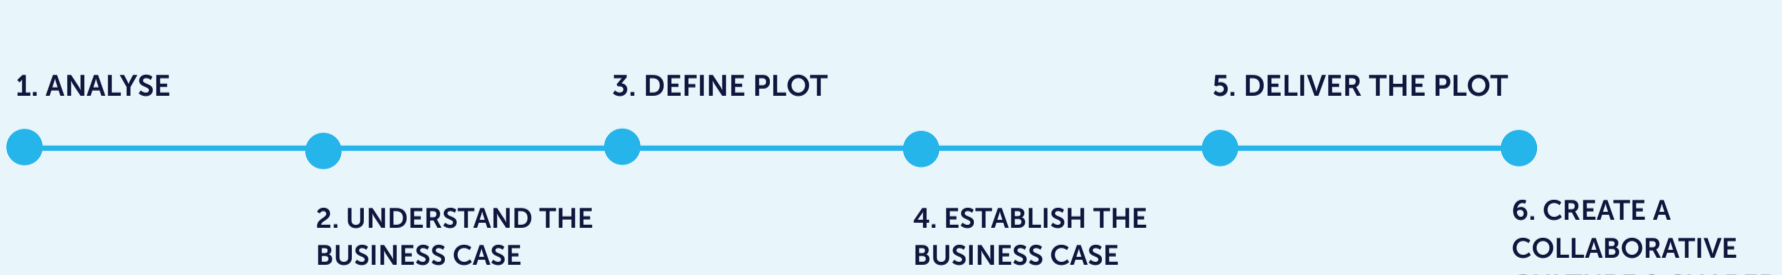 1. ANALYSE
2. UNDERSTAND THE
BUSINESS CASE
3. DEFINE PLOT
4. ESTABLISH THE
BUSINESS CASE
5. DELIVER THE PLOT
6. CREATE A
COLLABORATIVE